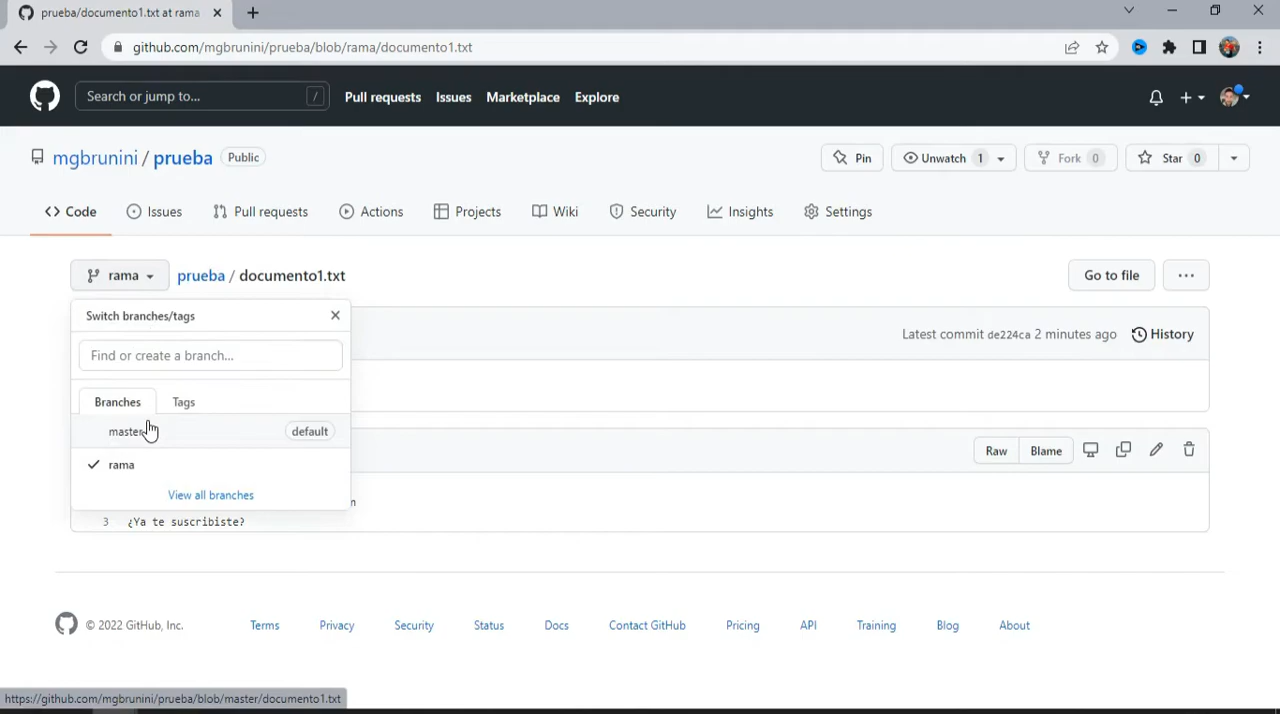 prueba/documento1.txt at rama
github.com/mgbrunini/prueba/blob/rama/documento1.txt
Search or jump to... /
Pull requests Issues Marketplace Explore
mgbrunini / prueba Public
Pin Unwatch 1 Fork 0 Star 0
Code Issues Pull requests Actions Projects Wiki Security Insights Settings
rama prueba / documento1.txt Go to file ...
Switch branches/tags
Latest commit de224ca 2 minutes ago History
Find or create a branch...
Branches Tags
master default
Raw Blame
rama
View all branches
n
3 ¿Ya te suscribiste?
© 2022 GitHub, Inc. Terms Privacy Security Status Docs Contact GitHub Pricing API Training Blog About
https://github.com/mgbrunini/prueba/blob/master/documento1.txt